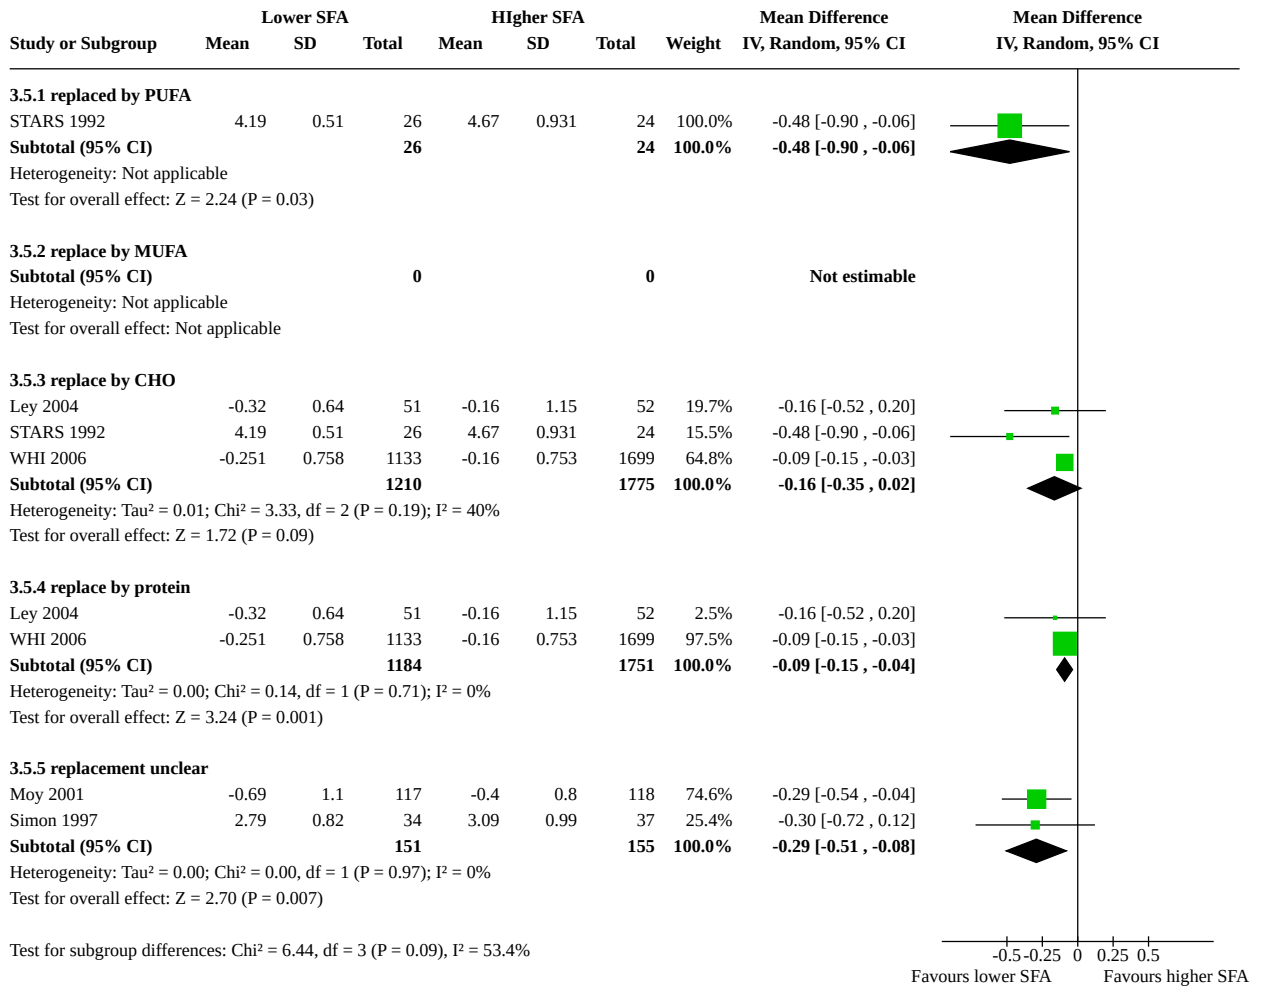 Lower SFA HIgher SFA Mean Difference Mean Difference
Study or Subgroup Mean SD Total Mean SD Total Weight IV, Random, 95% CI IV, Random, 95% CI
3.5.1 replaced by PUFA
STARS 1992 4.19 0.51 26 4.67 0.931 24 100.0% -0.48 [-0.90 , -0.06]
Subtotal (95% CI) 26 24 100.0% -0.48 [-0.90 , -0.06]
Heterogeneity: Not applicable
Test for overall effect: Z = 2.24 (P = 0.03)
3.5.2 replace by MUFA
Subtotal (95% CI) 0 0 Not estimable
Heterogeneity: Not applicable
Test for overall effect: Not applicable
3.5.3 replace by CHO
Ley 2004 -0.32 0.64 51 -0.16 1.15 52 19.7% -0.16 [-0.52 , 0.20]
STARS 1992 4.19 0.51 26 4.67 0.931 24 15.5% -0.48 [-0.90 , -0.06]
WHI 2006 -0.251 0.758 1133 -0.16 0.753 1699 64.8% -0.09 [-0.15 , -0.03]
Subtotal (95% CI) 1210 1775 100.0% -0.16 [-0.35 , 0.02]
Heterogeneity: Tau² = 0.01; Chi² = 3.33, df = 2 (P = 0.19); I² = 40%
Test for overall effect: Z = 1.72 (P = 0.09)
3.5.4 replace by protein
Ley 2004 -0.32 0.64 51 -0.16 1.15 52 2.5% -0.16 [-0.52 , 0.20]
WHI 2006 -0.251 0.758 1133 -0.16 0.753 1699 97.5% -0.09 [-0.15 , -0.03]
Subtotal (95% CI) 1184 1751 100.0% -0.09 [-0.15 , -0.04]
Heterogeneity: Tau² = 0.00; Chi² = 0.14, df = 1 (P = 0.71); I² = 0%
Test for overall effect: Z = 3.24 (P = 0.001)
3.5.5 replacement unclear
Moy 2001 -0.69 1.1 117 -0.4 0.8 118 74.6% -0.29 [-0.54 , -0.04]
Simon 1997 2.79 0.82 34 3.09 0.99 37 25.4% -0.30 [-0.72 , 0.12]
Subtotal (95% CI) 151 155 100.0% -0.29 [-0.51 , -0.08]
Heterogeneity: Tau² = 0.00; Chi² = 0.00, df = 1 (P = 0.97); I² = 0%
Test for overall effect: Z = 2.70 (P = 0.007)
Test for subgroup differences: Chi² = 6.44, df = 3 (P = 0.09), I² = 53.4%
-0.5 -0.25 0 0.25 0.5
Favours lower SFA Favours higher SFA